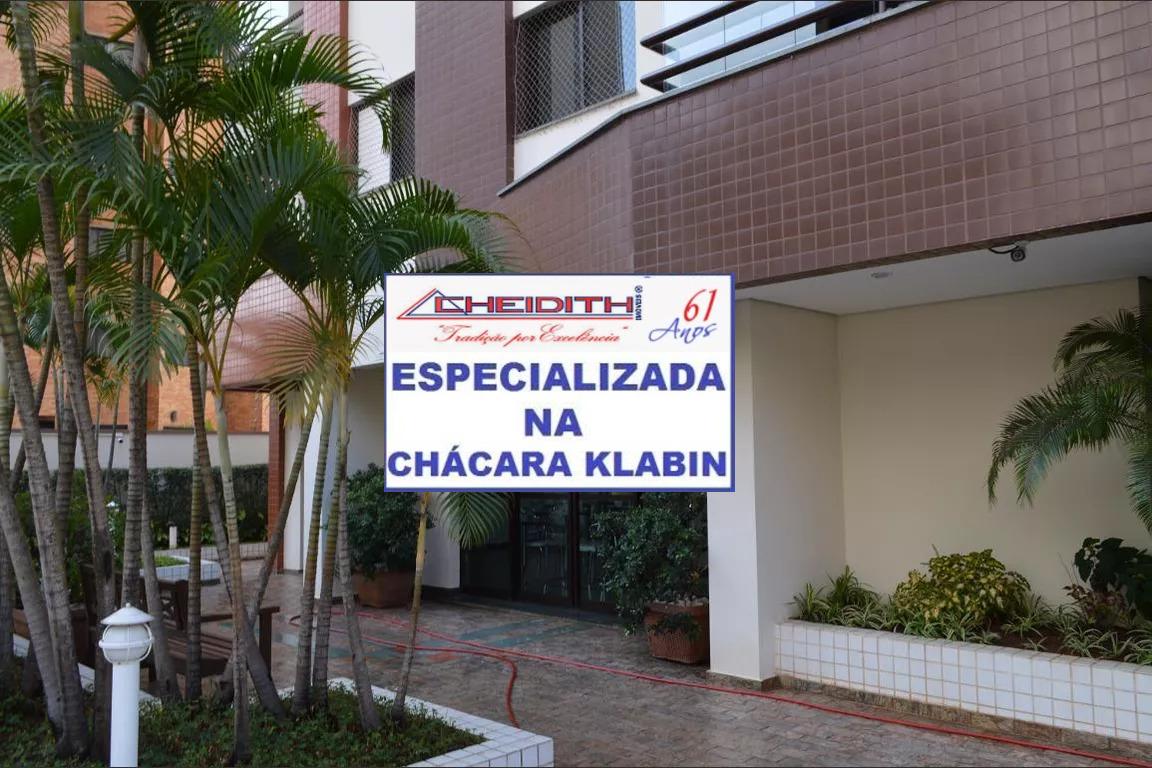 CHEIDITH IMÓVEIS ® 61
"Tradição por Excelência" Anos
ESPECIALIZADA
NA
CHÁCARA KLABIN